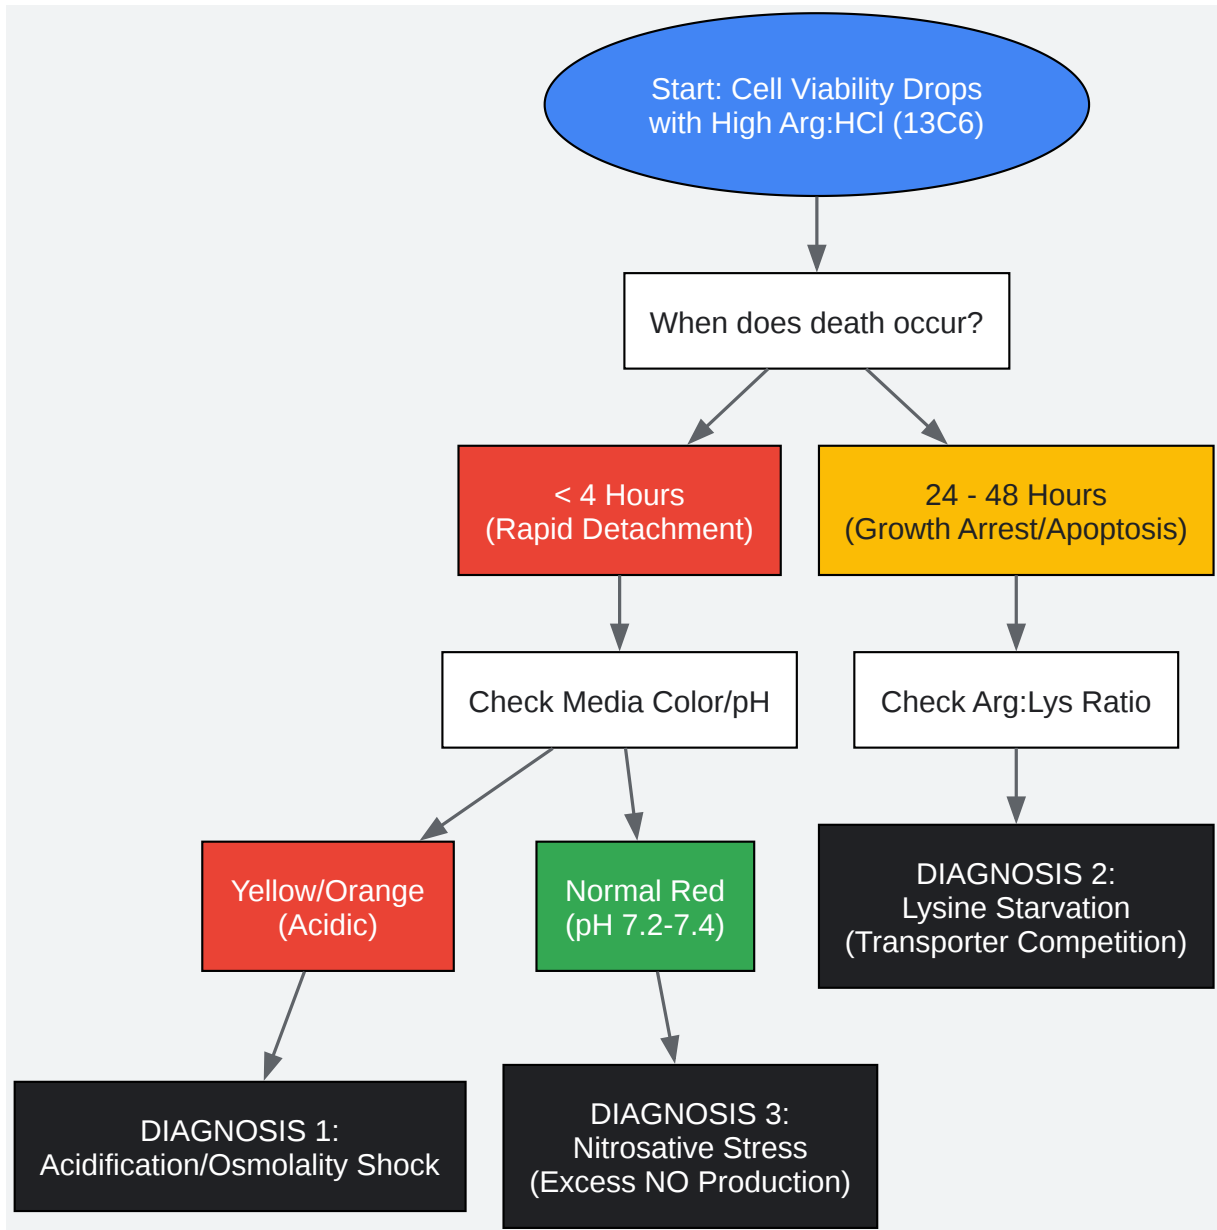 Start: Cell Viability Drops
with High Arg:HCl (13C6)
When does death occur?
< 4 Hours
(Rapid Detachment)
24 - 48 Hours
(Growth Arrest/Apoptosis)
Check Media Color/pH
Check Arg:Lys Ratio
Yellow/Orange
(Acidic)
Normal Red
(pH 7.2-7.4)
DIAGNOSIS 2:
Lysine Starvation
(Transporter Competition)
DIAGNOSIS 1:
Acidification/Osmolality Shock
DIAGNOSIS 3:
Nitrosative Stress
(Excess NO Production)